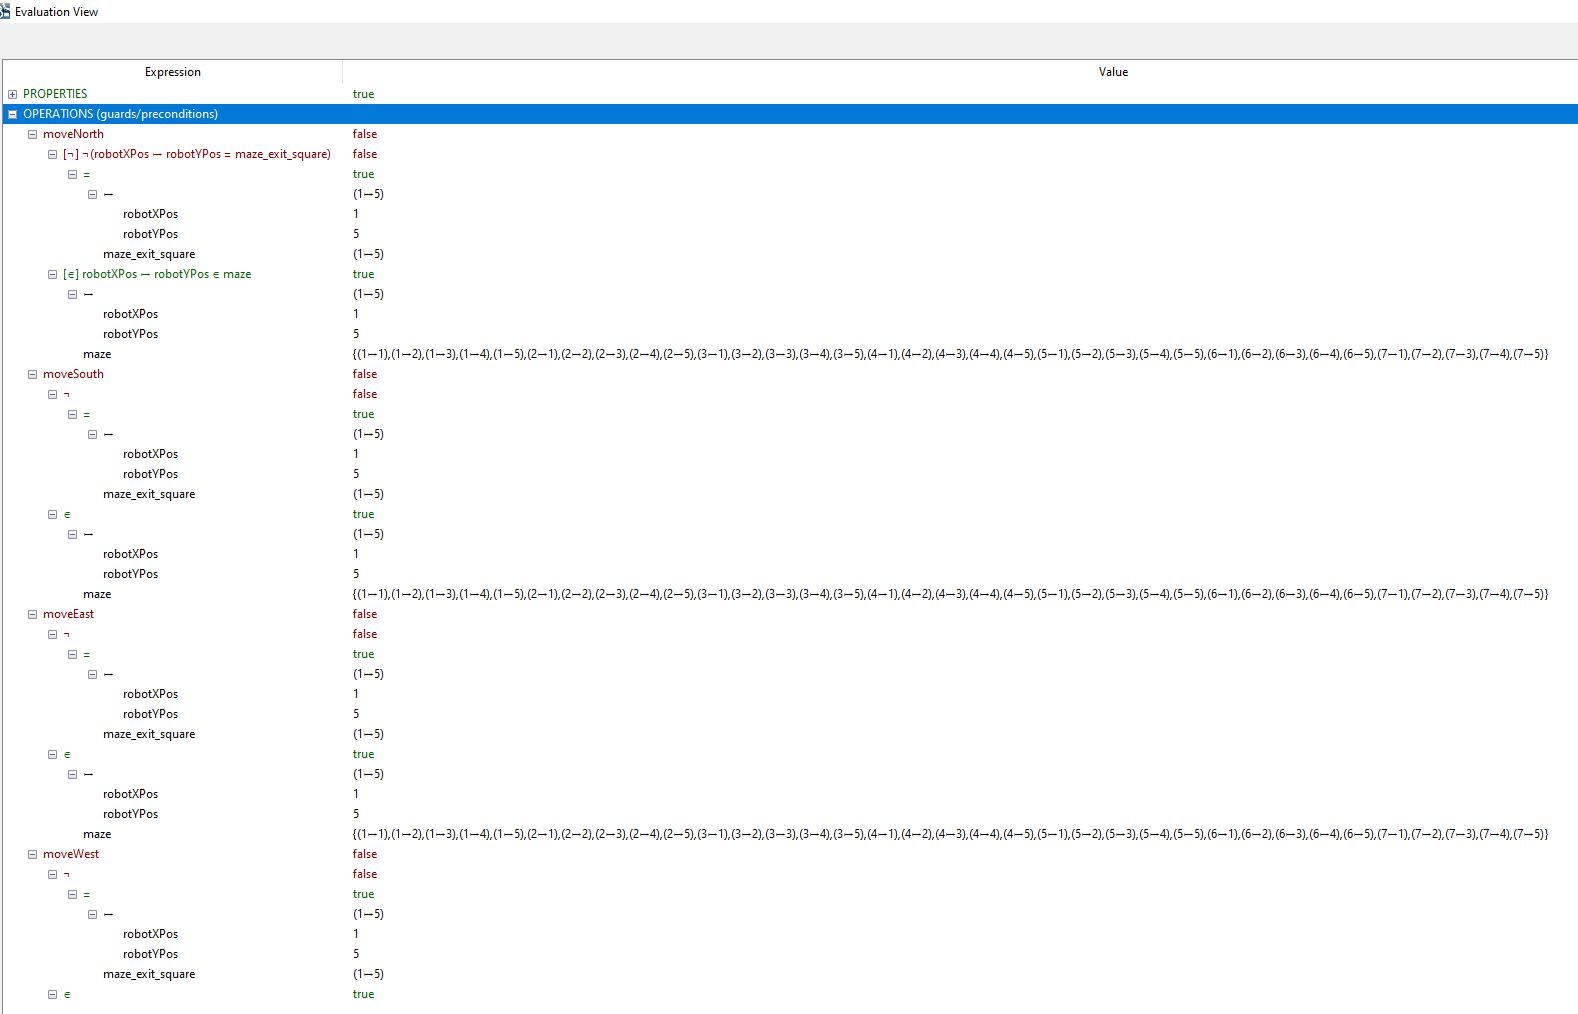 Evaluation View
Expression Value
PROPERTIES true
OPERATIONS (guards/preconditions)
moveNorth false
[¬] ¬(robotXPos ↦ robotYPos = maze_exit_square) false
= true
↦ (1↦5)
robotXPos 1
robotYPos 5
maze_exit_square (1↦5)
[∊] robotXPos ↦ robotYPos ∊ maze true
↦ (1↦5)
robotXPos 1
robotYPos 5
maze {(1↦1),(1↦2),(1↦3),(1↦4),(1↦5),(2↦1),(2↦2),(2↦3),(2↦4),(2↦5),(3↦1),(3↦2),(3↦3),(3↦4),(3↦5),(4↦1),(4↦2),(4↦3),(4↦4),(4↦5),(5↦1),(5↦2),(5↦3),(5↦4),(5↦5),(6↦1),(6↦2),(6↦3),(6↦4),(6↦5),(7↦1),(7↦2),(7↦3),(7↦4),(7↦5)}
moveSouth false
¬ false
= true
↦ (1↦5)
robotXPos 1
robotYPos 5
maze_exit_square (1↦5)
∊ true
↦ (1↦5)
robotXPos 1
robotYPos 5
maze {(1↦1),(1↦2),(1↦3),(1↦4),(1↦5),(2↦1),(2↦2),(2↦3),(2↦4),(2↦5),(3↦1),(3↦2),(3↦3),(3↦4),(3↦5),(4↦1),(4↦2),(4↦3),(4↦4),(4↦5),(5↦1),(5↦2),(5↦3),(5↦4),(5↦5),(6↦1),(6↦2),(6↦3),(6↦4),(6↦5),(7↦1),(7↦2),(7↦3),(7↦4),(7↦5)}
moveEast false
¬ false
= true
↦ (1↦5)
robotXPos 1
robotYPos 5
maze_exit_square (1↦5)
∊ true
↦ (1↦5)
robotXPos 1
robotYPos 5
maze {(1↦1),(1↦2),(1↦3),(1↦4),(1↦5),(2↦1),(2↦2),(2↦3),(2↦4),(2↦5),(3↦1),(3↦2),(3↦3),(3↦4),(3↦5),(4↦1),(4↦2),(4↦3),(4↦4),(4↦5),(5↦1),(5↦2),(5↦3),(5↦4),(5↦5),(6↦1),(6↦2),(6↦3),(6↦4),(6↦5),(7↦1),(7↦2),(7↦3),(7↦4),(7↦5)}
moveWest false
¬ false
= true
↦ (1↦5)
robotXPos 1
robotYPos 5
maze_exit_square (1↦5)
∊ true